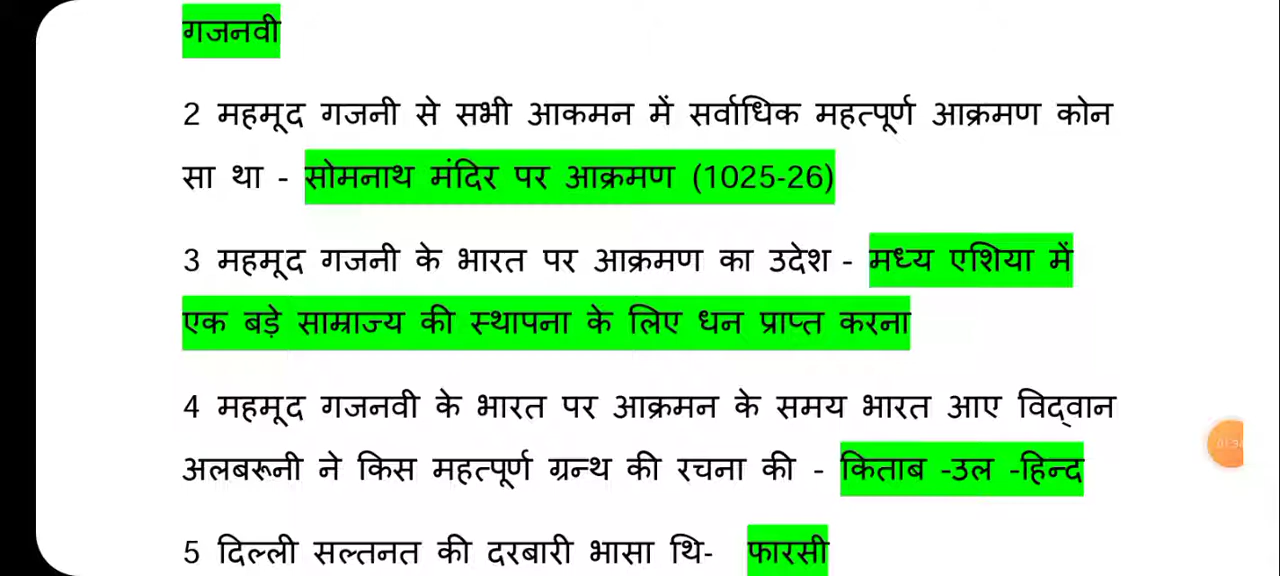 गजनवी
2 महमूद गजनी से सभी आकमन में सर्वाधिक महत्पूर्ण आक्रमण कोन
सा था - सोमनाथ मंदिर पर आक्रमण (1025-26)
3 महमूद गजनी के भारत पर आक्रमण का उदेश - मध्य एशिया में
एक बड़े साम्राज्य की स्थापना के लिए धन प्राप्त करना
4 महमूद गजनवी के भारत पर आक्रमन के समय भारत आए विद्वान
अलबरूनी ने किस महत्पूर्ण ग्रन्थ की रचना की - किताब -उल -हिन्द
5 दिल्ली सल्तनत की दरबारी भासा थि- फारसी